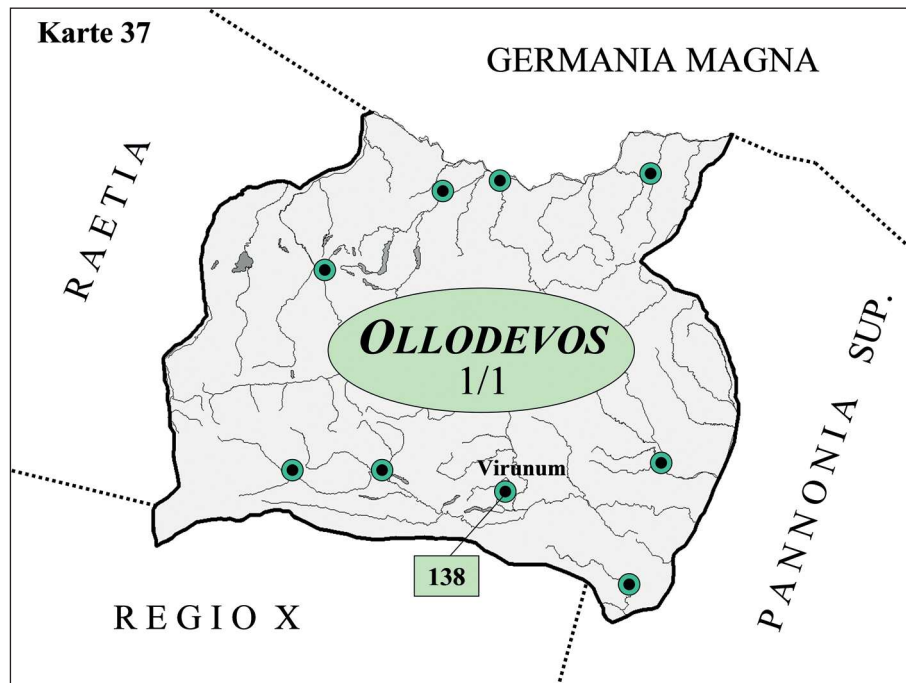 Karte 37
GERMANIA MAGNA
RAETIA
OLLODEVOS
1/1
PANNONIA SUP.
Virunum
138
REGIO X